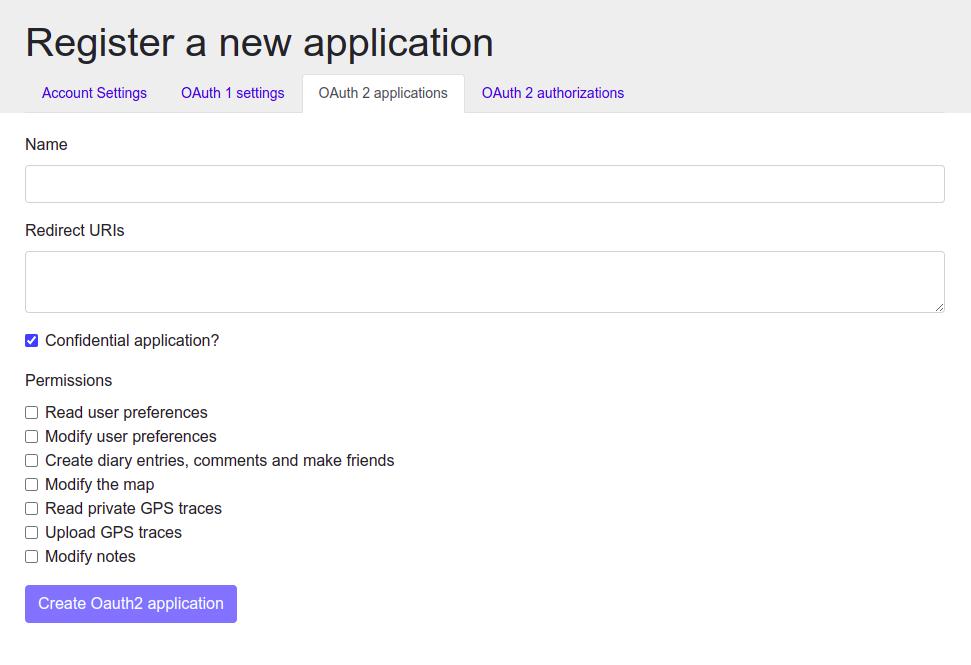 Register a new application
Account Settings OAuth 1 settings OAuth 2 applications OAuth 2 authorizations
Name
Redirect URIs
Confidential application?
Permissions
Read user preferences
Modify user preferences
Create diary entries, comments and make friends
Modify the map
Read private GPS traces
Upload GPS traces
Modify notes
Create Oauth2 application